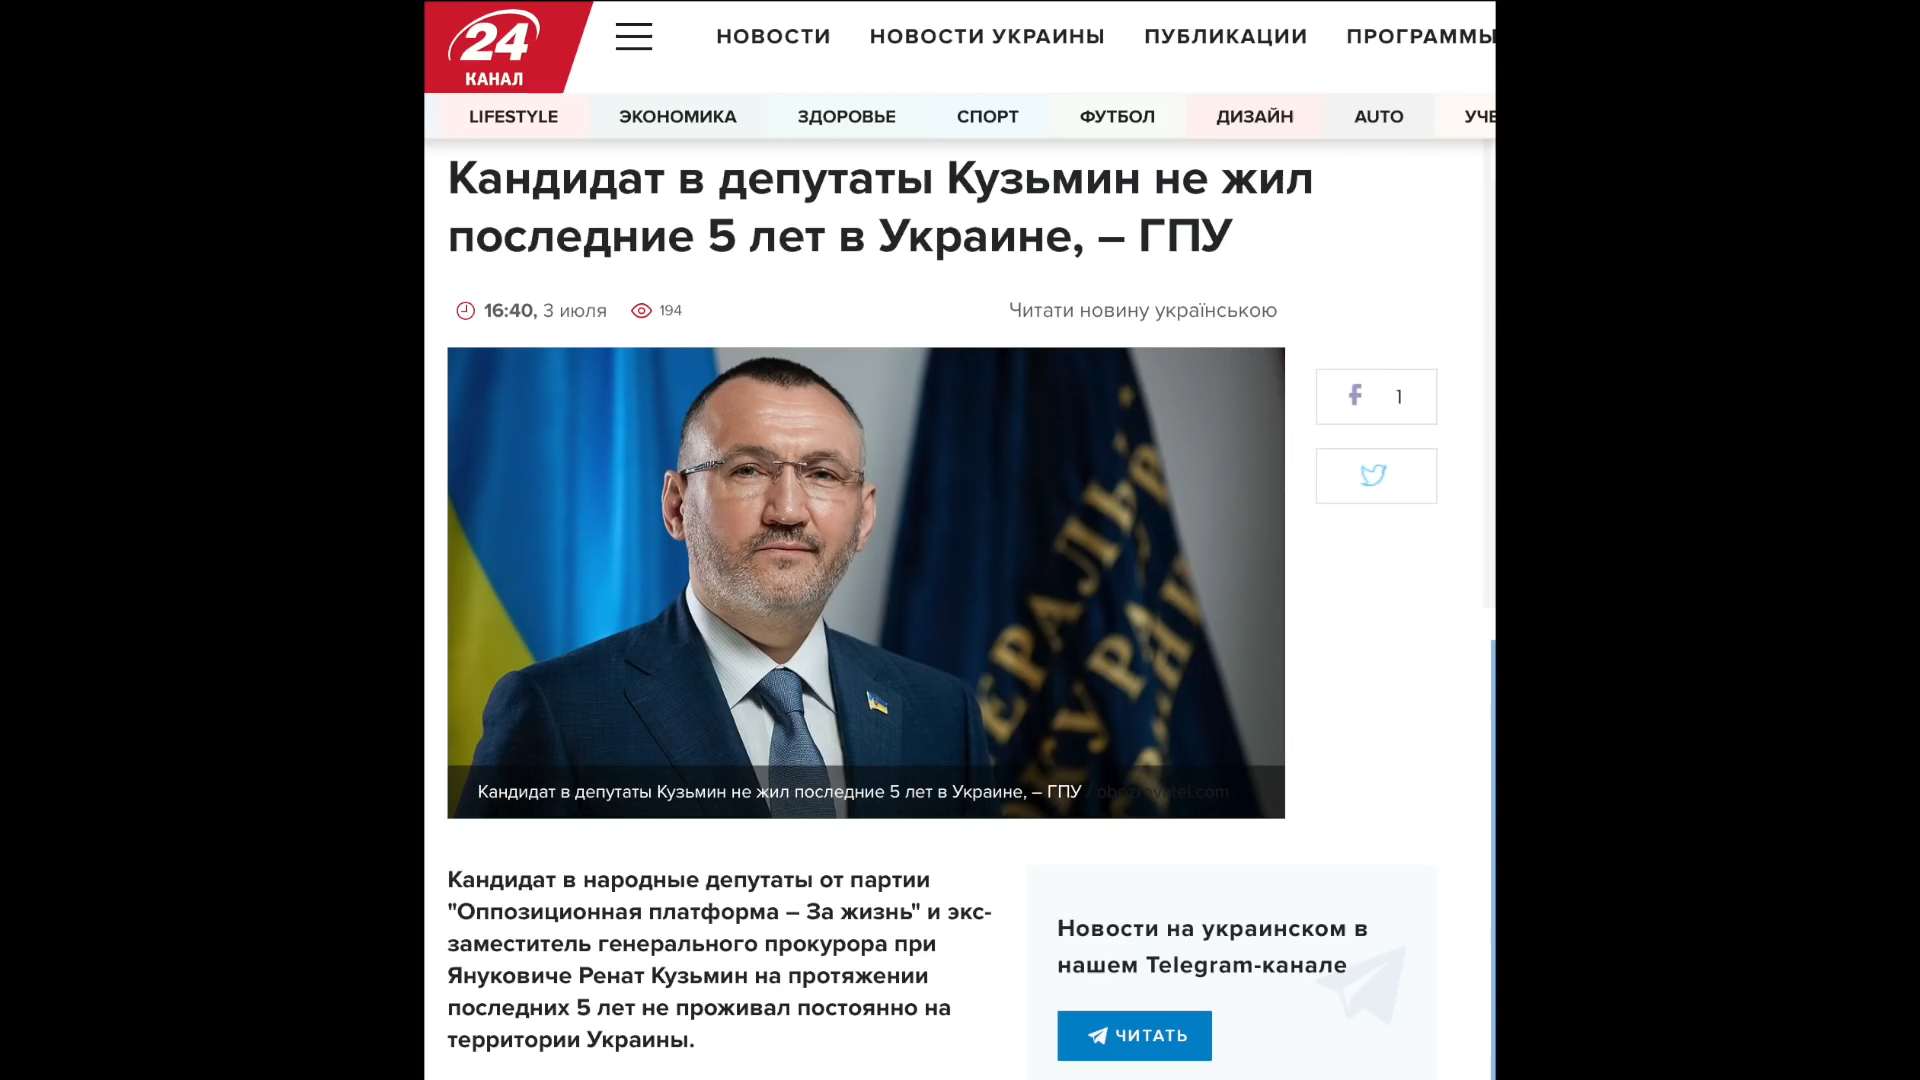 24
КАНАЛ
НОВОСТИ НОВОСТИ УКРАИНЫ ПУБЛИКАЦИИ ПРОГРАММЫ
LIFESTYLE ЭКОНОМИКА ЗДОРОВЬЕ СПОРТ ФУТБОЛ ДИЗАЙН AUTO УЧЕ
Кандидат в депутаты Кузьмин не жил
последние 5 лет в Украине, – ГПУ
16:40, 3 июля 194 Читати новину українською
1
ЕРАЛЬ
КУРА
Кандидат в депутаты Кузьмин не жил последние 5 лет в Украине, – ГПУ / obozrevatel.com
Кандидат в народные депутаты от партии
"Оппозиционная платформа – За жизнь" и экс-
заместитель генерального прокурора при
Януковиче Ренат Кузьмин на протяжении
последних 5 лет не проживал постоянно на
территории Украины.
Новости на украинском в
нашем Telegram-канале
ЧИТАТЬ